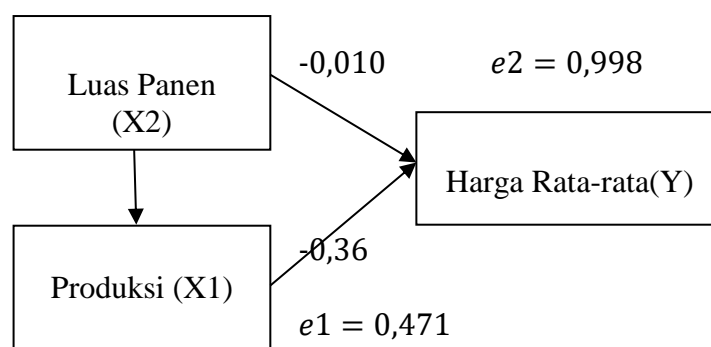 -0,010
e2 = 0,998
Luas Panen
(X2)
Harga Rata-rata(Y)
-0,36
Produksi (X1)
e1 = 0,471